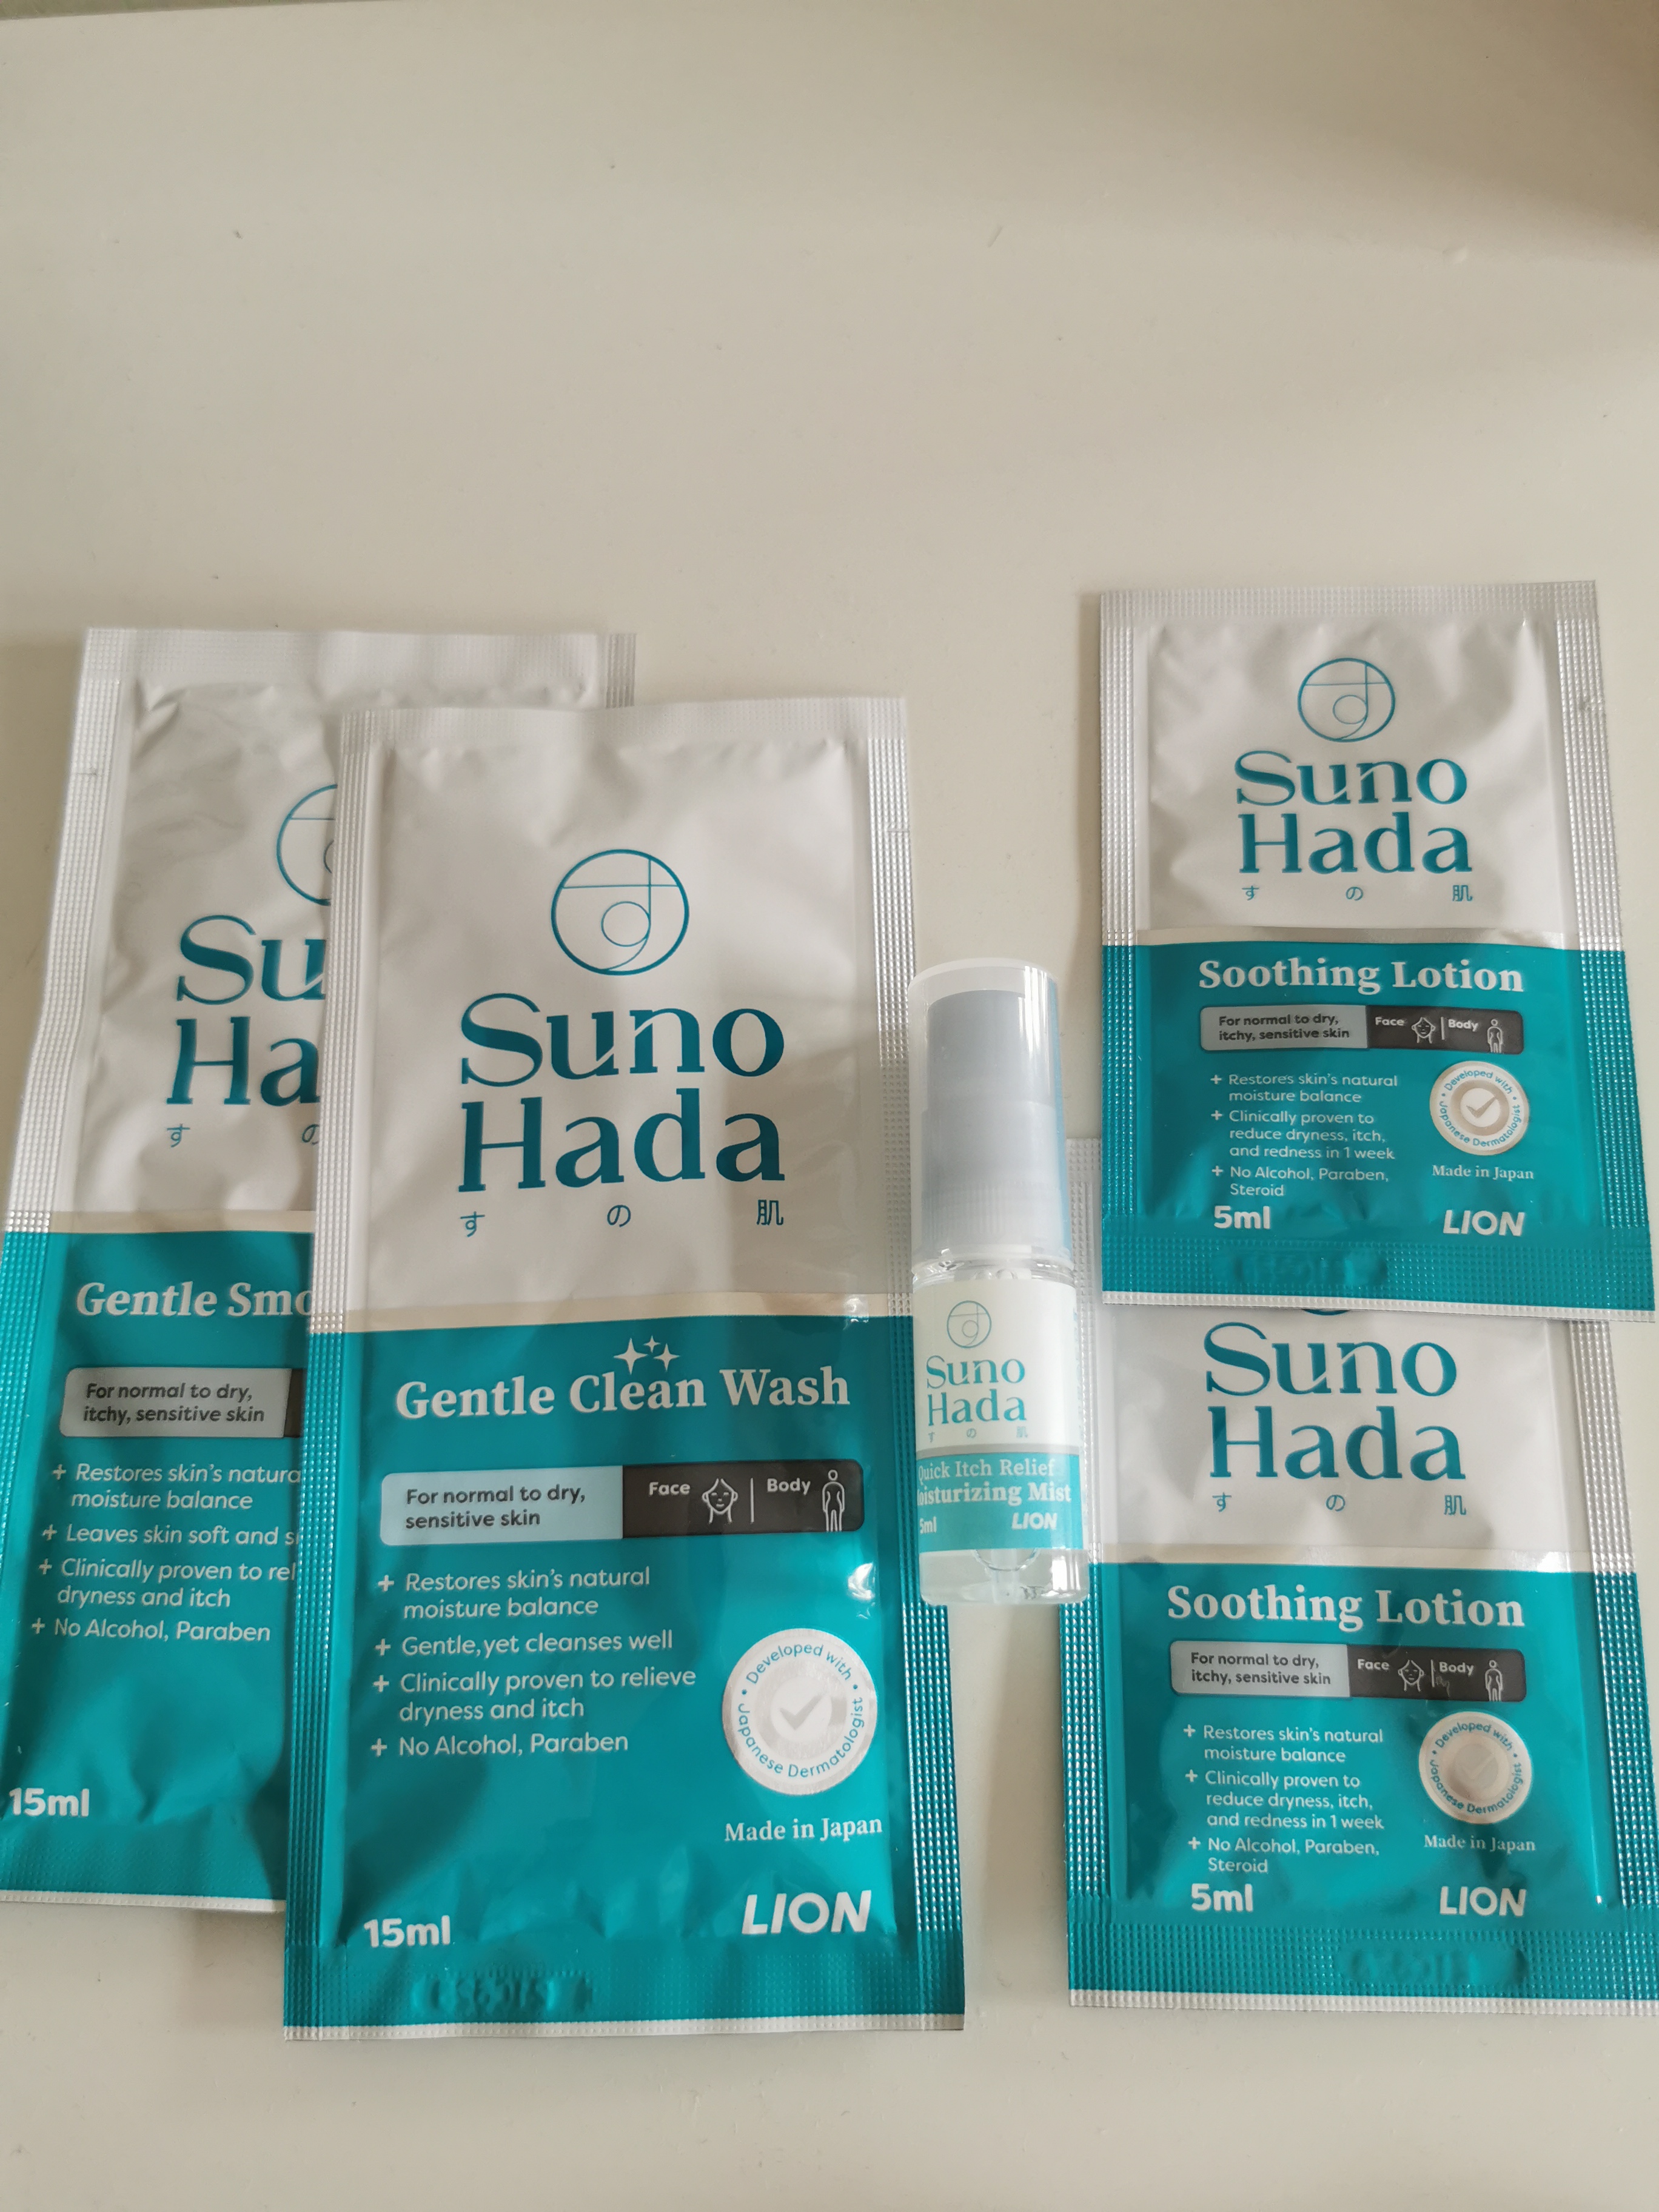 Su
Ha
す の
Gentle Smo
For normal to dry,
itchy, sensitive skin
+ Restores skin's natura
moisture balance
+ Leaves skin soft and s
+ Clinically proven to rel
dryness and itch
+ No Alcohol, Paraben
15ml
Suno
Hada
す の 肌
Gentle Clean Wash
For normal to dry,
sensitive skin
Face | Body
+ Restores skin's natural
moisture balance
+ Gentle, yet cleanses well
+ Clinically proven to relieve
dryness and itch
+ No Alcohol, Paraben
• Developed with • Japanese Dermatologist
Made in Japan
15ml
LION
Suno
Hada
す の 肌
Quick Itch Relief
Moisturizing Mist
5ml
LION
Suno
Hada
す の 肌
Soothing Lotion
For normal to dry,
itchy, sensitive skin
Face | Body
+ Restores skin's natural
moisture balance
+ Clinically proven to
reduce dryness, itch,
and redness in 1 week
+ No Alcohol, Paraben,
Steroid
• Developed with • Japanese Dermatologist
Made in Japan
5ml
LION
Suno
Hada
す の 肌
Soothing Lotion
For normal to dry,
itchy, sensitive skin
Face | Body
+ Restores skin's natural
moisture balance
+ Clinically proven to
reduce dryness, itch,
and redness in 1 week
+ No Alcohol, Paraben,
Steroid
• Developed with • Japanese Dermatologist
Made in Japan
5ml
LION